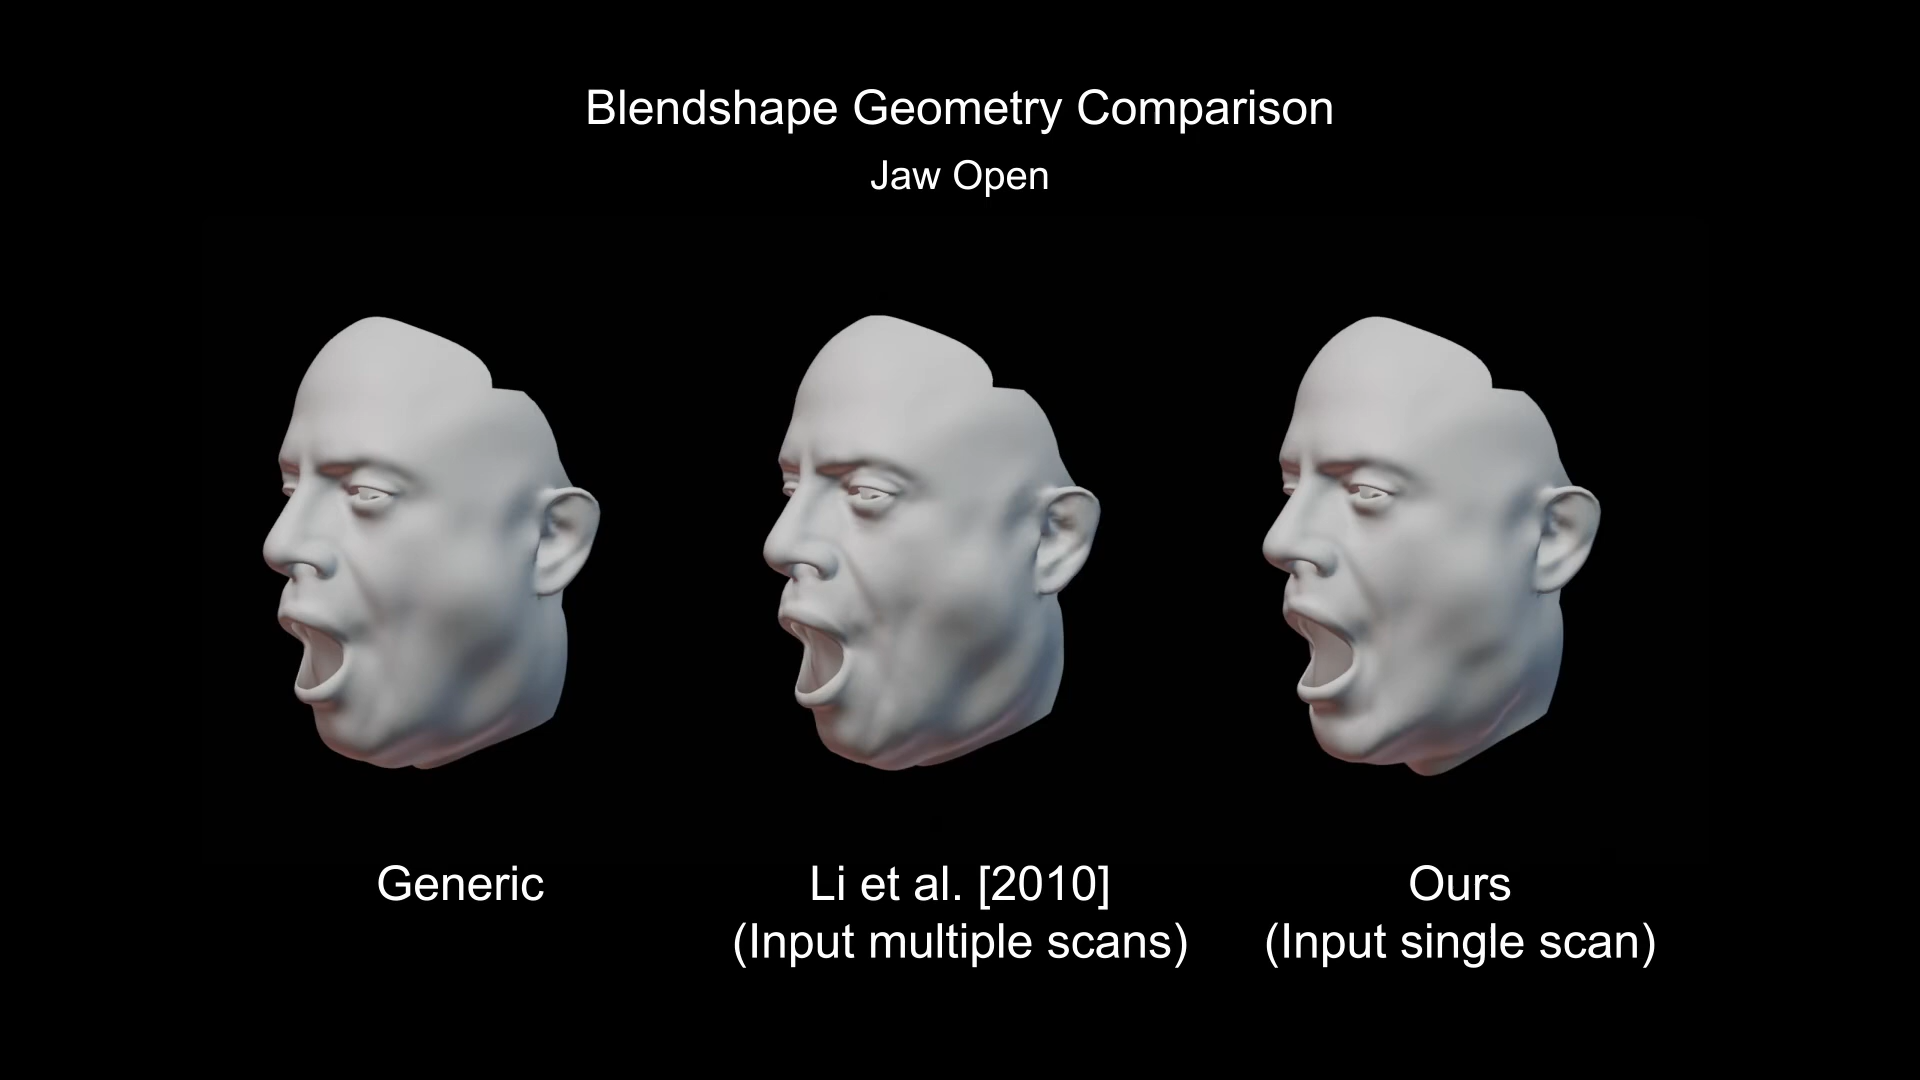 Blendshape Geometry Comparison
Jaw Open
Generic
Li et al. [2010]
(Input multiple scans)
Ours
(Input single scan)